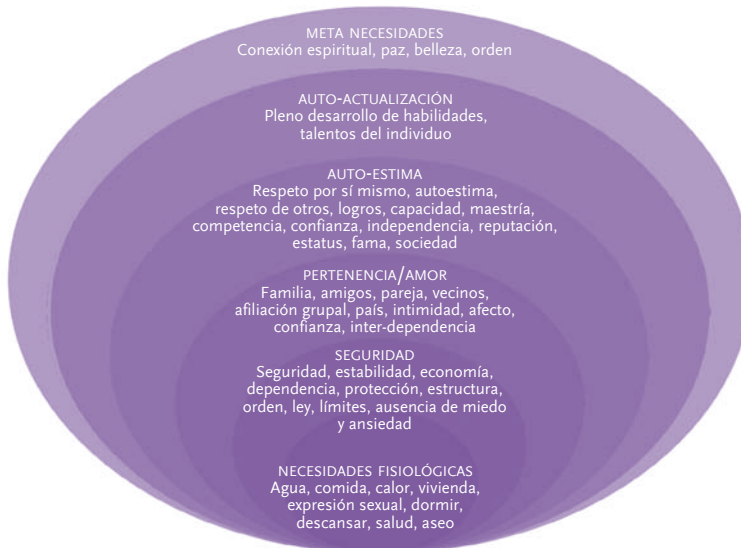 META NECESIDADES
Conexión espiritual, paz, belleza, orden
AUTO-ACTUALIZACIÓN
Pleno desarrollo de habilidades,
talentos del individuo
AUTO-ESTIMA
Respeto por sí mismo, autoestima,
respeto de otros, logros, capacidad, maestría,
competencia, confianza, independencia, reputación,
estatus, fama, sociedad
PERTENENCIA/AMOR
Familia, amigos, pareja, vecinos,
afiliación grupal, país, intimidad, afecto,
confianza, inter-dependencia
SEGURIDAD
Seguridad, estabilidad, economía,
dependencia, protección, estructura,
orden, ley, límites, ausencia de miedo
y ansiedad
NECESIDADES FISIOLÓGICAS
Agua, comida, calor, vivienda,
expresión sexual, dormir,
descansar, salud, aseo